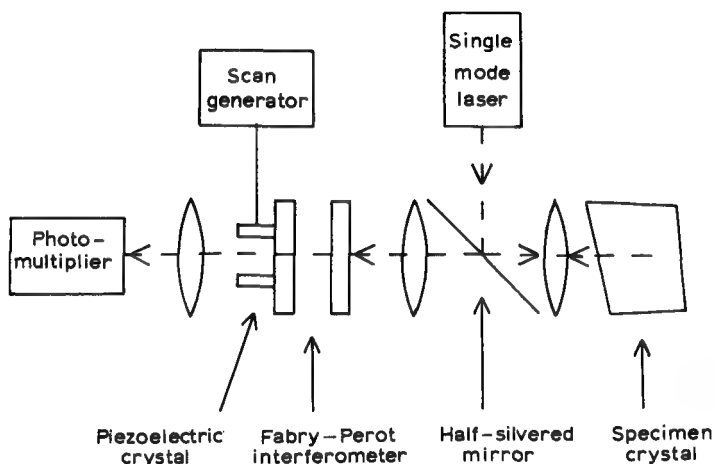 Scan
generator
Single
mode
laser
Photo-
multiplier
Piezoelectric
crystal
Fabry-Perot
interferometer
Half-silvered
mirror
Specimen
crystal